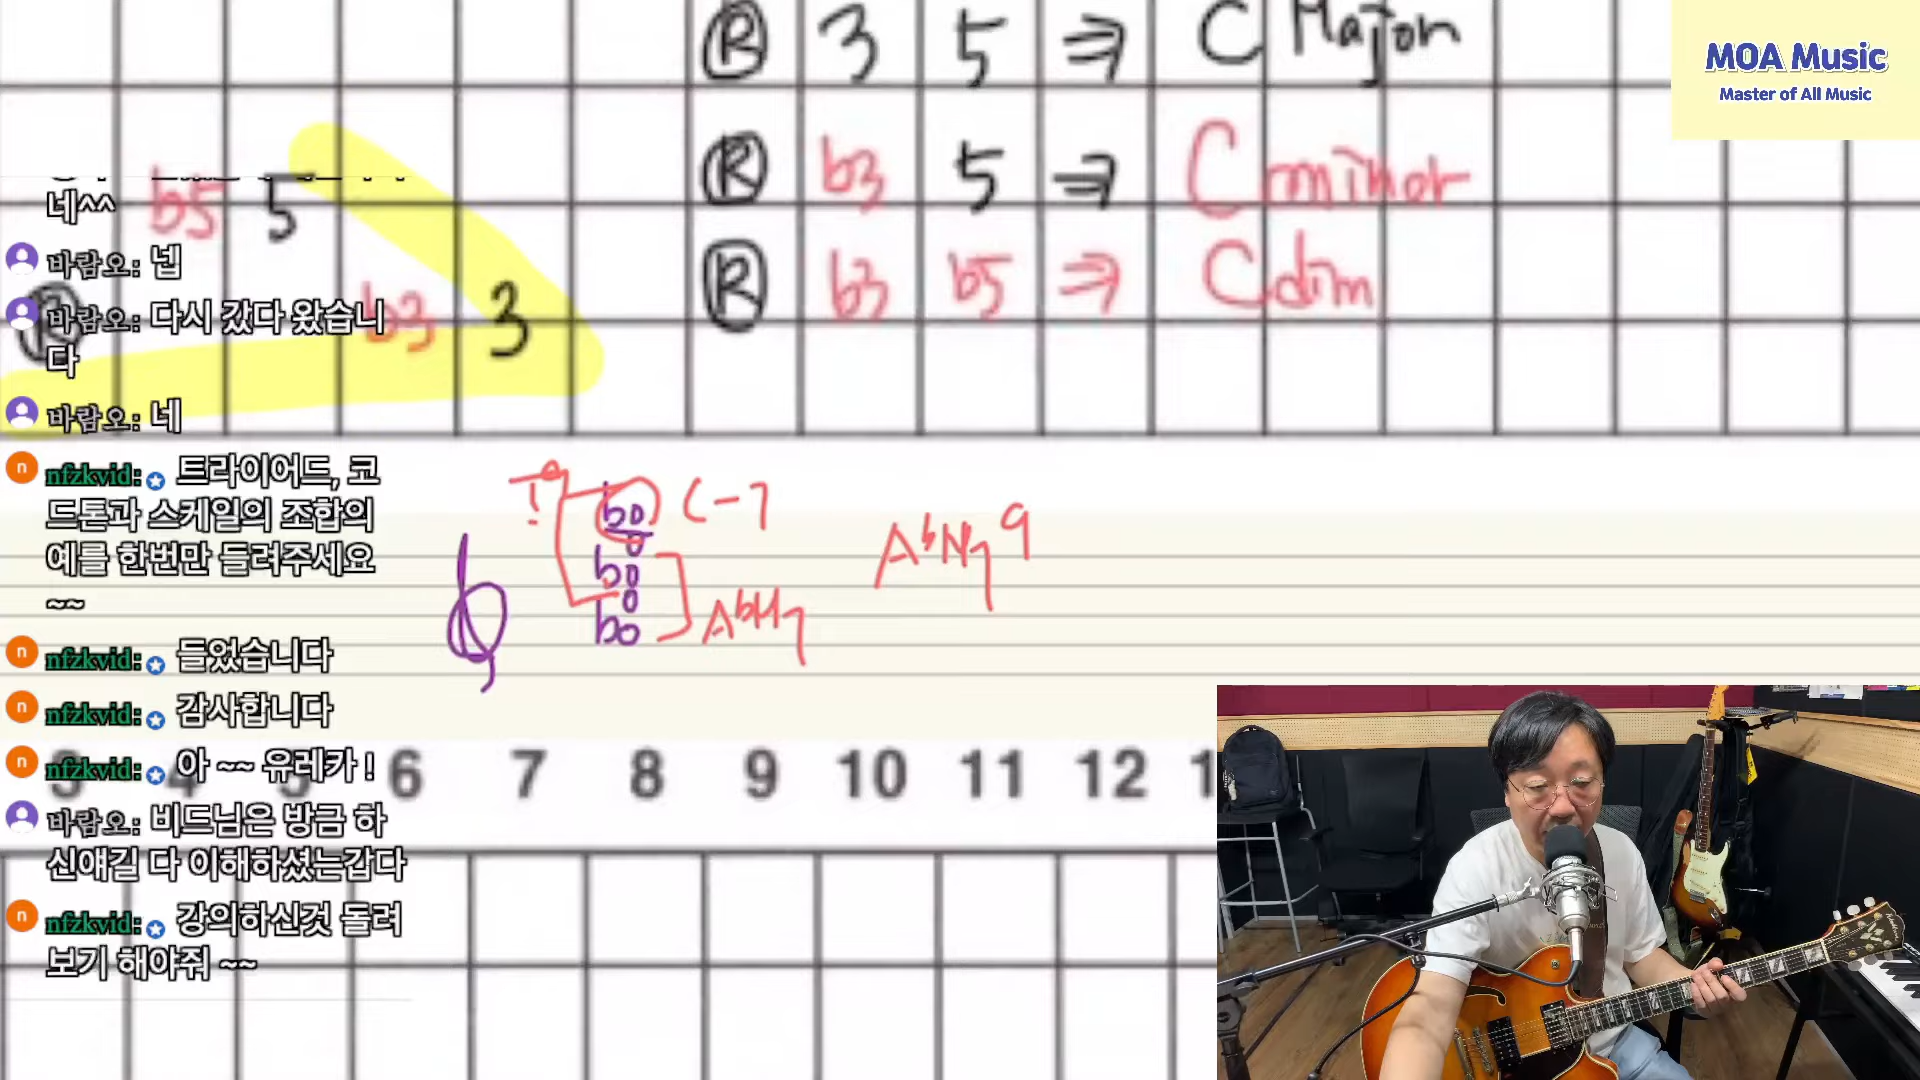 Ⓡ 3 5 ⇒ C Major
MOA Music
Master of All Music
Ⓡ b3 5 ⇒ C minor
b5 5
네^^
바람오: 넵
Ⓡ b3 b5 ⇒ Cdim
바람오: 다시 갔다 왔습니
다
b3 3
바람오: 네
nfzkvid: 트라이어드, 코
드톤과 스케일의 조합의
예를 한번만 들려주세요
~~
C-7
nfzkvid: 들었습니다
nfzkvid: 감사합니다
nfzkvid: 아 ~~ 유레카 !
3 4 5 6 7 8 9 10 11 12
바람오: 비드님은 방금 하
신얘길 다 이해하셨는갑다
nfzkvid: 강의하신것 돌려
보기 해야줘 ~~